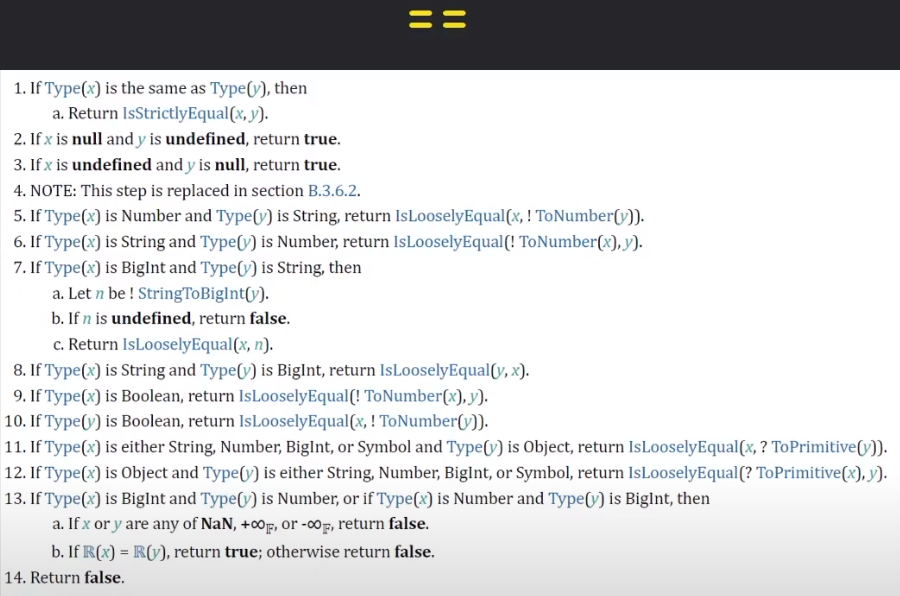 ==
1. If Type(x) is the same as Type(y), then
a. Return IsStrictlyEqual(x, y).
2. If x is null and y is undefined, return true.
3. If x is undefined and y is null, return true.
4. NOTE: This step is replaced in section B.3.6.2.
5. If Type(x) is Number and Type(y) is String, return IsLooselyEqual(x, ! ToNumber(y)).
6. If Type(x) is String and Type(y) is Number, return IsLooselyEqual(! ToNumber(x), y).
7. If Type(x) is BigInt and Type(y) is String, then
a. Let n be ! StringToBigInt(y).
b. If n is undefined, return false.
c. Return IsLooselyEqual(x, n).
8. If Type(x) is String and Type(y) is BigInt, return IsLooselyEqual(y, x).
9. If Type(x) is Boolean, return IsLooselyEqual(! ToNumber(x), y).
10. If Type(y) is Boolean, return IsLooselyEqual(x, ! ToNumber(y)).
11. If Type(x) is either String, Number, BigInt, or Symbol and Type(y) is Object, return IsLooselyEqual(x, ? ToPrimitive(y)).
12. If Type(x) is Object and Type(y) is either String, Number, BigInt, or Symbol, return IsLooselyEqual(? ToPrimitive(x), y).
13. If Type(x) is BigInt and Type(y) is Number, or if Type(x) is Number and Type(y) is BigInt, then
a. If x or y are any of NaN, +∞𝔽, or -∞𝔽, return false.
b. If ℝ(x) = ℝ(y), return true; otherwise return false.
14. Return false.